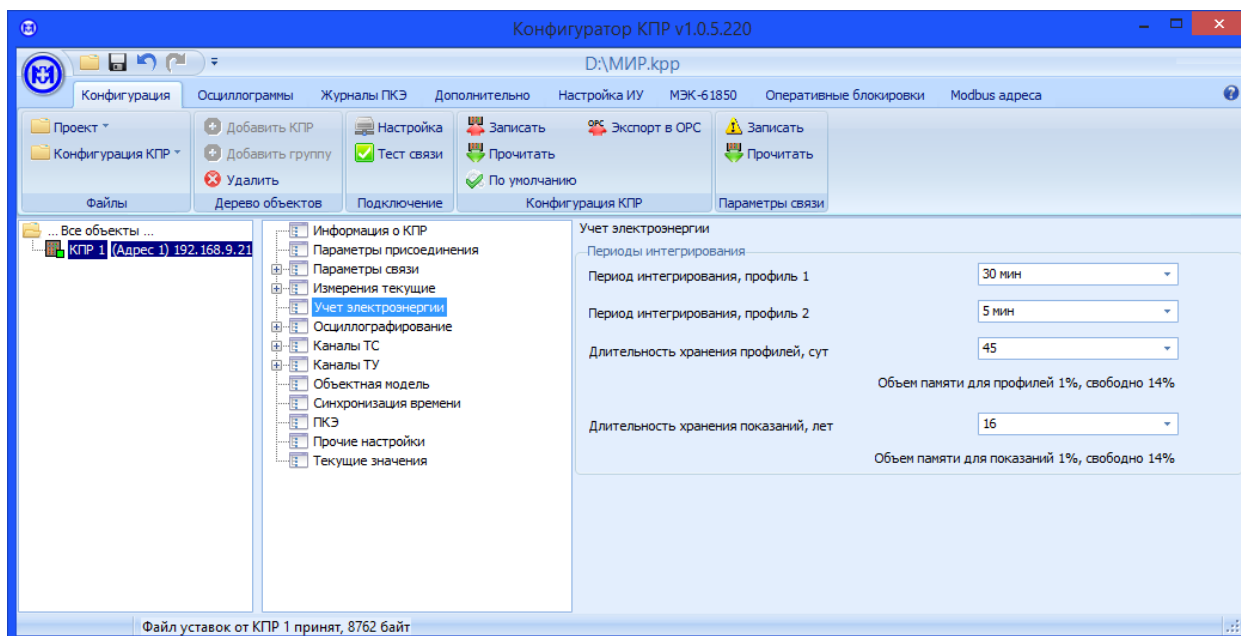 Конфигуратор КПР v1.0.5.220
D:\МИР.kpp
Конфигурация Осциллограммы Журналы ПКЭ Дополнительно Настройка ИУ МЭК-61850 Оперативные блокировки Modbus адреса
Проект Добавить КПР Настройка Записать OPC Экспорт в OPC Записать
Конфигурация КПР Добавить группу Тест связи Прочитать Прочитать
Удалить По умолчанию
Файлы Дерево объектов Подключение Конфигурация КПР Параметры связи
... Все объекты ...
КПР 1 (Адрес 1) 192.168.9.21
Информация о КПР
Параметры присоединения
Параметры связи
Измерения текущие
Учет электроэнергии
Осциллографирование
Каналы ТС
Каналы ТУ
Объектная модель
Синхронизация времени
ПКЭ
Прочие настройки
Текущие значения
Учет электроэнергии
Периоды интегрирования
Период интегрирования, профиль 1 30 мин
Период интегрирования, профиль 2 5 мин
Длительность хранения профилей, сут 45
Объем памяти для профилей 1%, свободно 14%
Длительность хранения показаний, лет 16
Объем памяти для показаний 1%, свободно 14%
Файл уставок от КПР 1 принят, 8762 байт